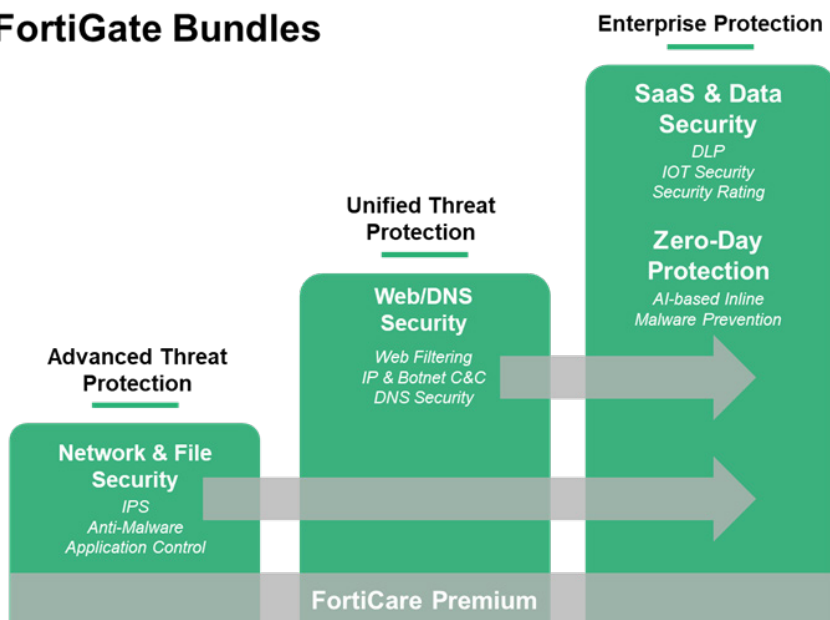 FortiGate Bundles
Enterprise Protection
SaaS & Data
Security
DLP
IOT Security
Security Rating
Zero-Day
Protection
AI-based Inline
Malware Prevention
Unified Threat
Protection
Web/DNS
Security
Web Filtering
IP & Botnet C&C
DNS Security
Advanced Threat
Protection
Network & File
Security
IPS
Anti-Malware
Application Control
FortiCare Premium